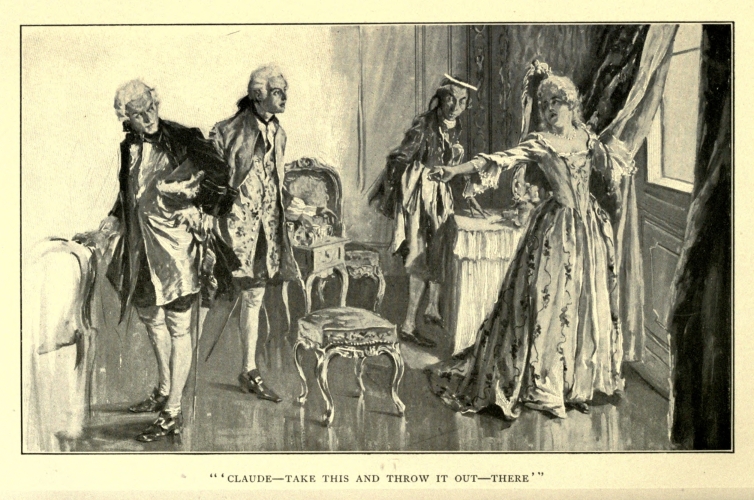 "'CLAUDE—TAKE THIS AND THROW IT OUT—THERE'"